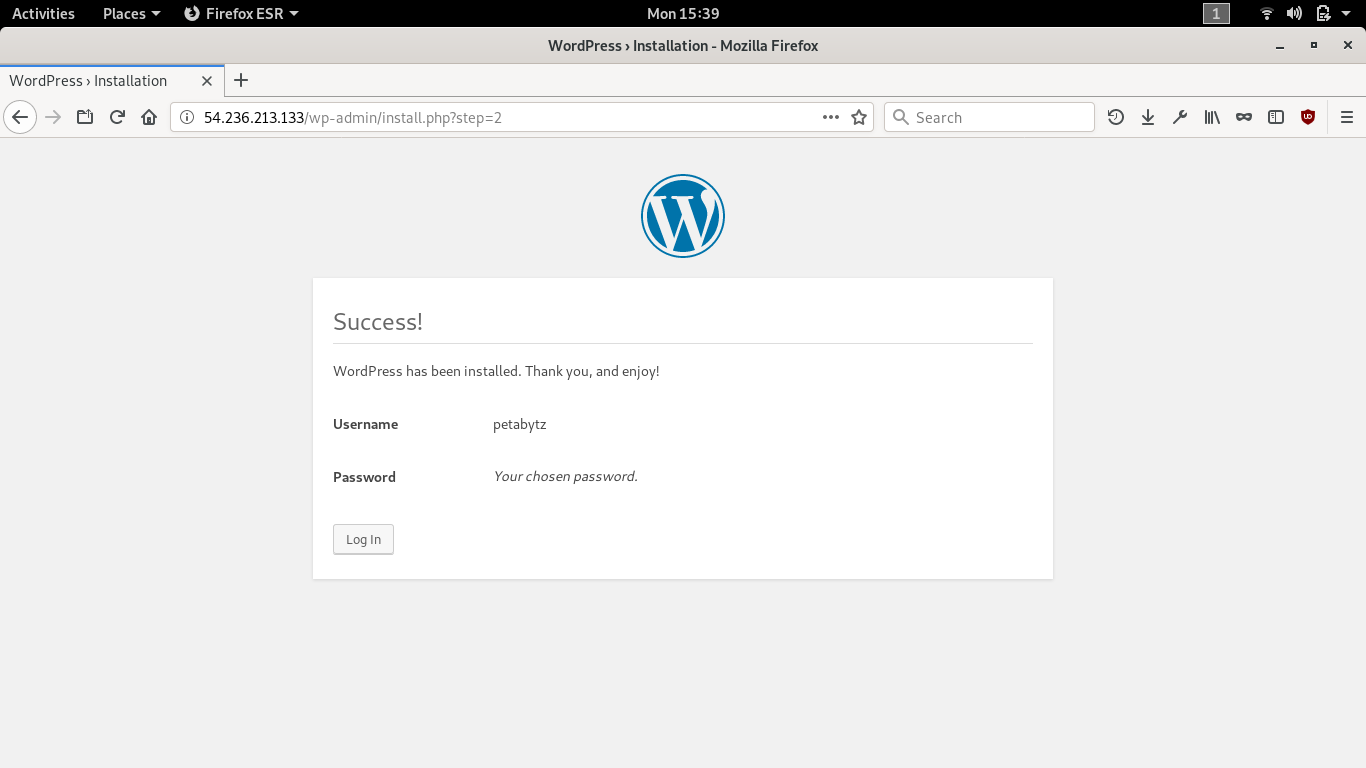 Activities Places Firefox ESR Mon 15:39 1
WordPress › Installation - Mozilla Firefox
WordPress › Installation
54.236.213.133/wp-admin/install.php?step=2 Search
Success!
WordPress has been installed. Thank you, and enjoy!
Username petabytz
Password Your chosen password.
Log In